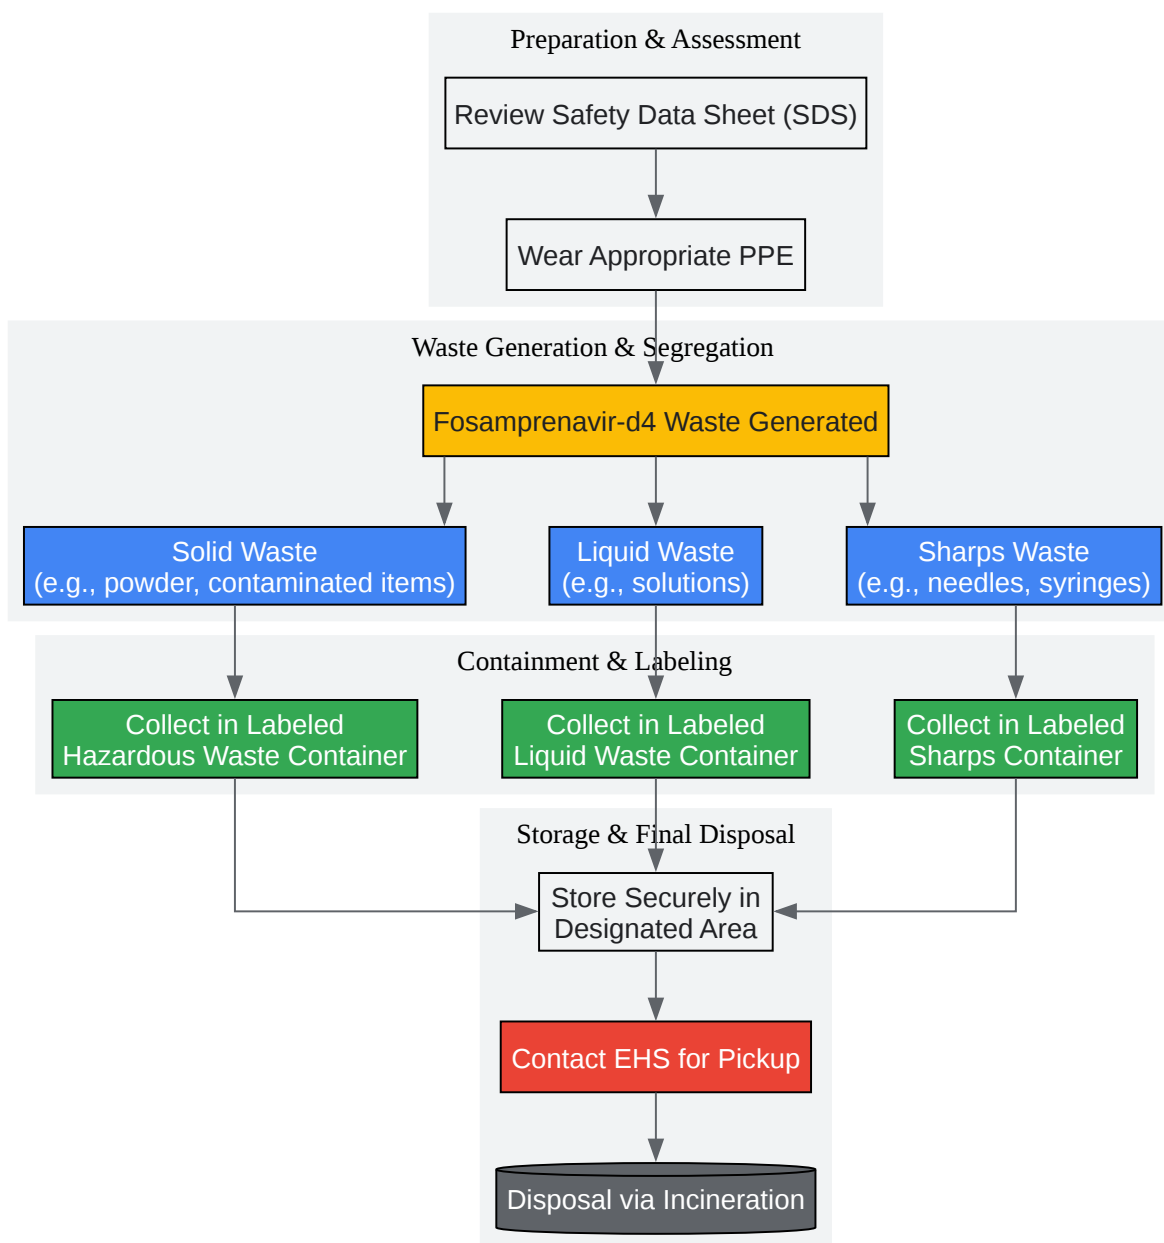 Preparation & Assessment
Review Safety Data Sheet (SDS)
Wear Appropriate PPE
Waste Generation & Segregation
Fosamprenavir-d4 Waste Generated
Solid Waste
(e.g., powder, contaminated items)
Liquid Waste
(e.g., solutions)
Sharps Waste
(e.g., needles, syringes)
Containment & Labeling
Collect in Labeled
Hazardous Waste Container
Collect in Labeled
Liquid Waste Container
Collect in Labeled
Sharps Container
Storage & Final Disposal
Store Securely in
Designated Area
Contact EHS for Pickup
Disposal via Incineration